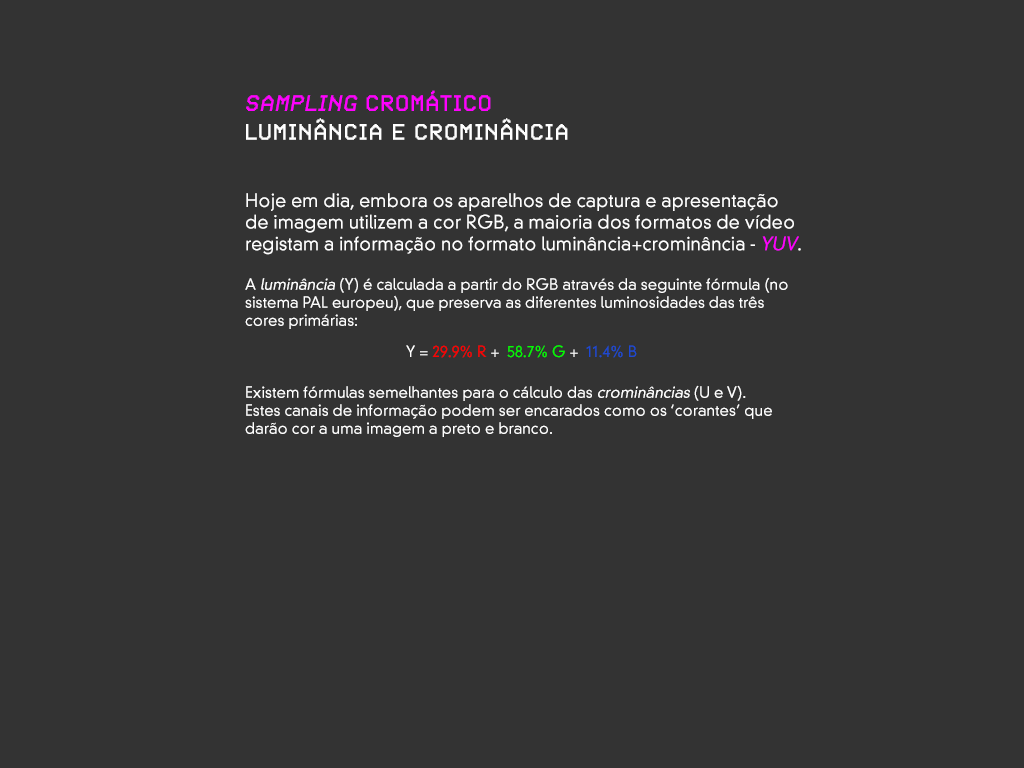 SAMPLING CROMÁTICO
LUMINÂNCIA E CROMINÂNCIA
Hoje em dia, embora os aparelhos de captura e apresentação
de imagem utilizem a cor RGB, a maioria dos formatos de vídeo
registam a informação no formato luminância+crominância - YUV.
A luminância (Y) é calculada a partir do RGB através da seguinte fórmula (no
sistema PAL europeu), que preserva as diferentes luminosidades das três
cores primárias:
Y = 29.9% R + 58.7% G + 11.4% B
Existem fórmulas semelhantes para o cálculo das crominâncias (U e V).
Estes canais de informação podem ser encarados como os ‘corantes’ que
darão cor a uma imagem a preto e branco.